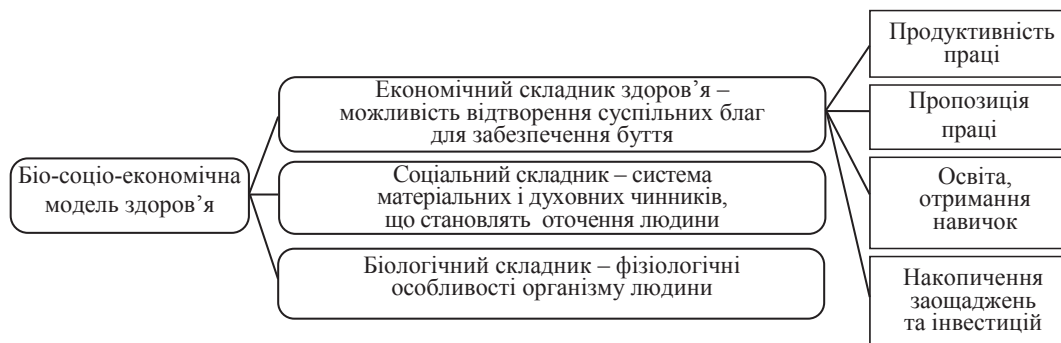 Біо-соціо-економічна
модель здоров’я
Економічний складник здоров’я –
можливість відтворення суспільних благ
для забезпечення буття
Соціальний складник – система
матеріальних і духовних чинників,
що становлять оточення людини
Біологічний складник – фізіологічні
особливості організму людини
Продуктивність
праці
Пропозиція
праці
Освіта,
отримання
навичок
Накопичення
заощаджень
та інвестицій